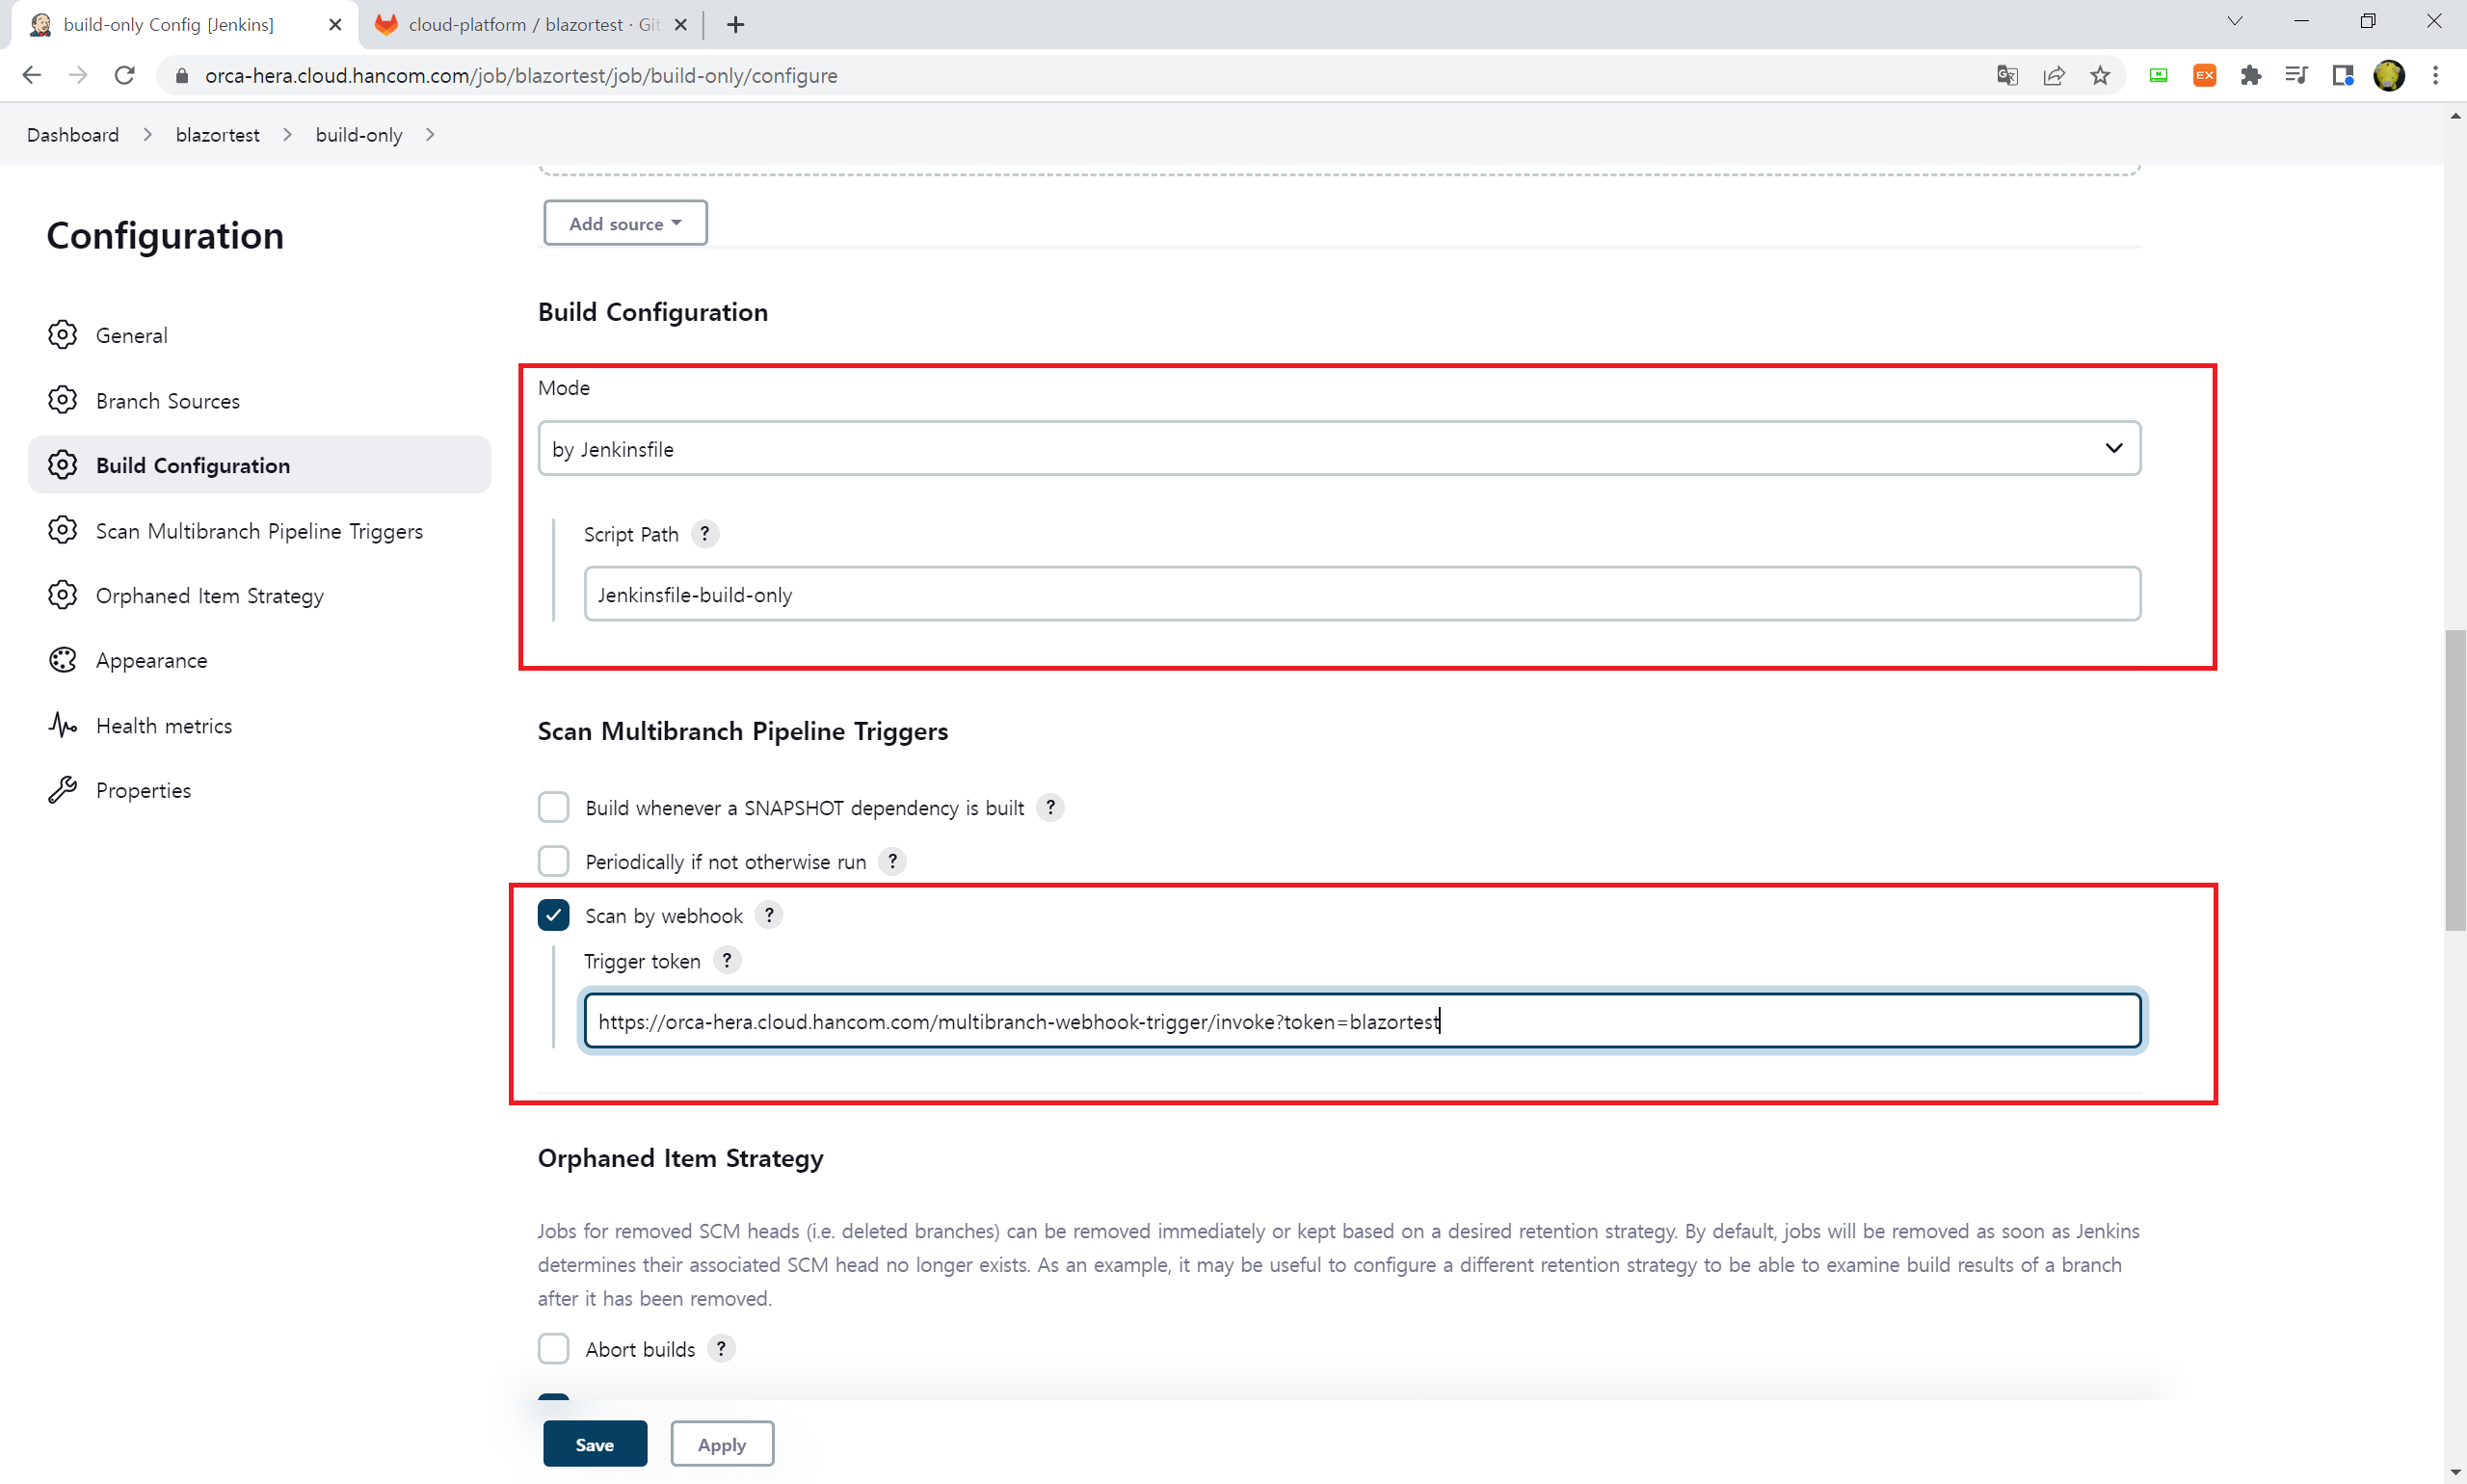 build-only Config [Jenkins]
cloud-platform / blazortest · Git
orca-hera.cloud.hancom.com/job/blazortest/job/build-only/configure
EX
Dashboard > blazortest > build-only >
Configuration
General
Branch Sources
Build Configuration
Scan Multibranch Pipeline Triggers
Orphaned Item Strategy
Appearance
Health metrics
Properties
Add source
Build Configuration
Mode
by Jenkinsfile
Script Path ?
Jenkinsfile-build-only
Scan Multibranch Pipeline Triggers
Build whenever a SNAPSHOT dependency is built ?
Periodically if not otherwise run ?
Scan by webhook ?
Trigger token ?
https://orca-hera.cloud.hancom.com/multibranch-webhook-trigger/invoke?token=blazortest
Orphaned Item Strategy
Jobs for removed SCM heads (i.e. deleted branches) can be removed immediately or kept based on a desired retention strategy. By default, jobs will be removed as soon as Jenkins
determines their associated SCM head no longer exists. As an example, it may be useful to configure a different retention strategy to be able to examine build results of a branch
after it has been removed.
Abort builds ?
Save
Apply